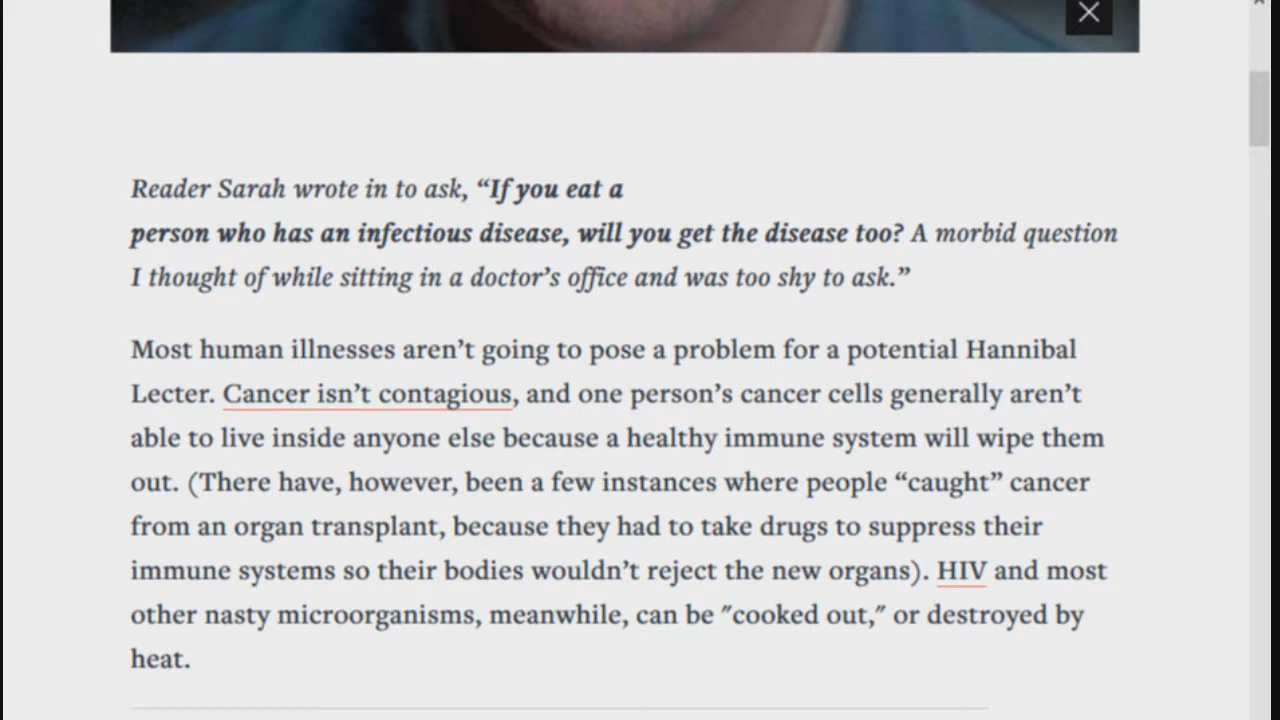 Reader Sarah wrote in to ask, “If you eat a
person who has an infectious disease, will you get the disease too? A morbid question
I thought of while sitting in a doctor’s office and was too shy to ask.”
Most human illnesses aren’t going to pose a problem for a potential Hannibal
Lecter. Cancer isn’t contagious, and one person’s cancer cells generally aren’t
able to live inside anyone else because a healthy immune system will wipe them
out. (There have, however, been a few instances where people “caught” cancer
from an organ transplant, because they had to take drugs to suppress their
immune systems so their bodies wouldn’t reject the new organs). HIV and most
other nasty microorganisms, meanwhile, can be "cooked out," or destroyed by
heat.